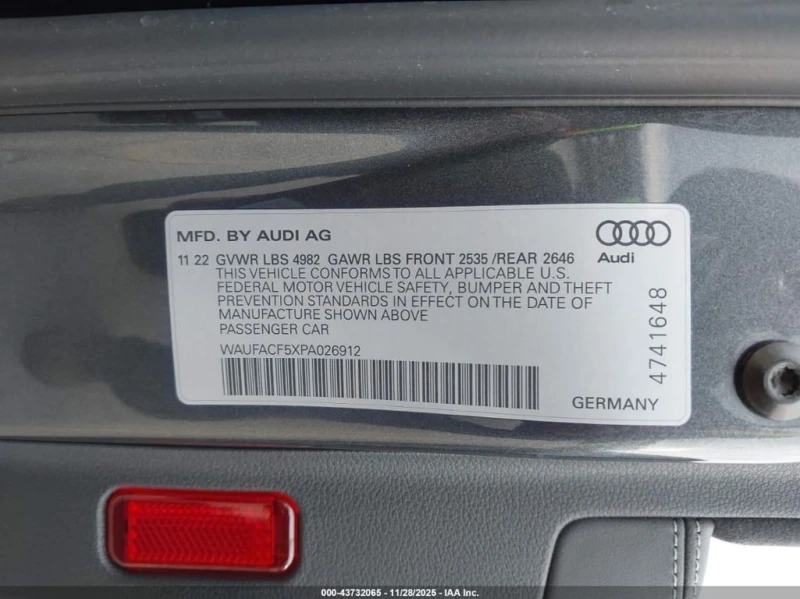 MFD. BY AUDI AG
Audi
11 22 GVWR LBS 4982 GAWR LBS FRONT 2535 /REAR 2646
THIS VEHICLE CONFORMS TO ALL APPLICABLE U.S.
FEDERAL MOTOR VEHICLE SAFETY, BUMPER AND THEFT
PREVENTION STANDARDS IN EFFECT ON THE DATE OF
MANUFACTURE SHOWN ABOVE
PASSENGER CAR
WAUFACF5XPA026912
4741648
GERMANY
000-43732065 - 11/28/2025 - IAA Inc.